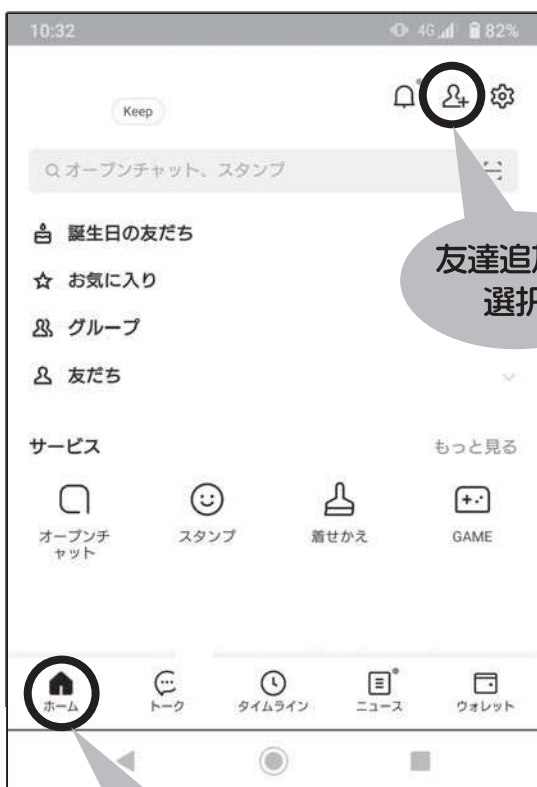 10:32
4G 82%
Keep
オープンチャット、スタンプ
誕生日の友だち
お気に入り
グループ
友だち
友達追
選択
サービス
もっと見る
オープンチ
ャット
スタンプ
着せかえ
GAME
ホーム
トーク
タイムライン
ニュース
ウォレット